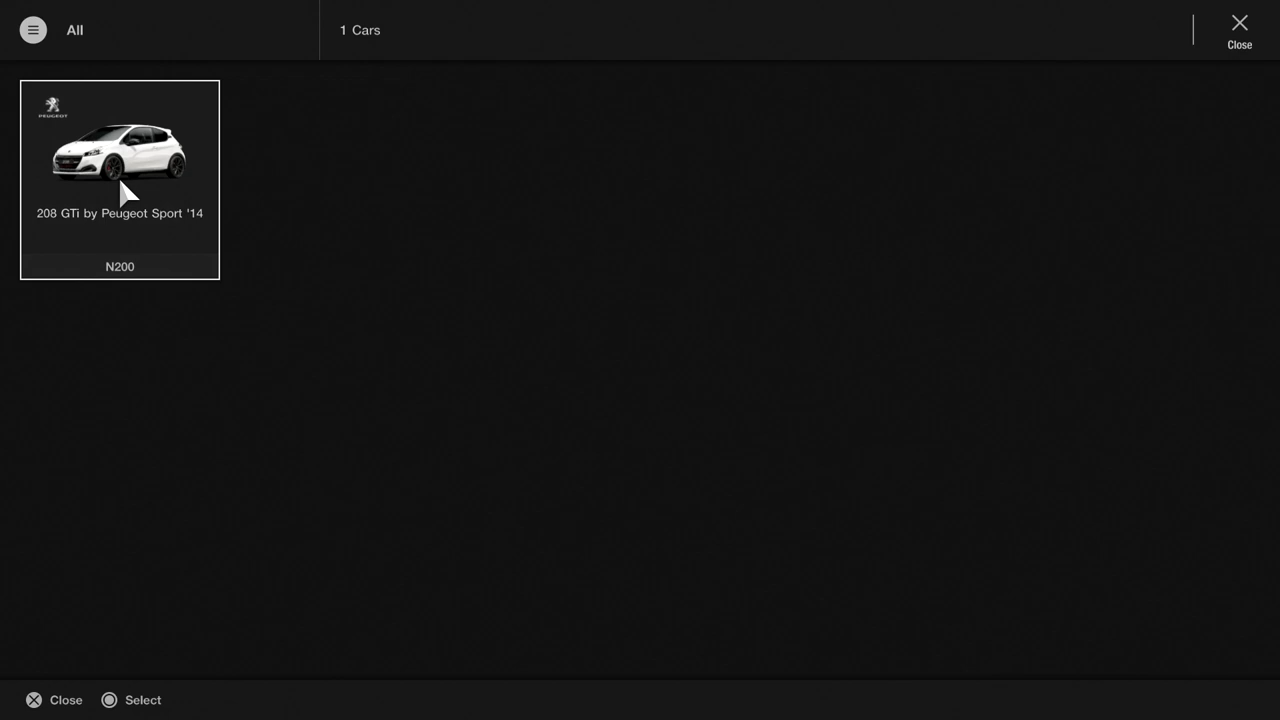 All
1 Cars
Close
PEUGEOT
208 GTi by Peugeot Sport '14
N200
Close
Select